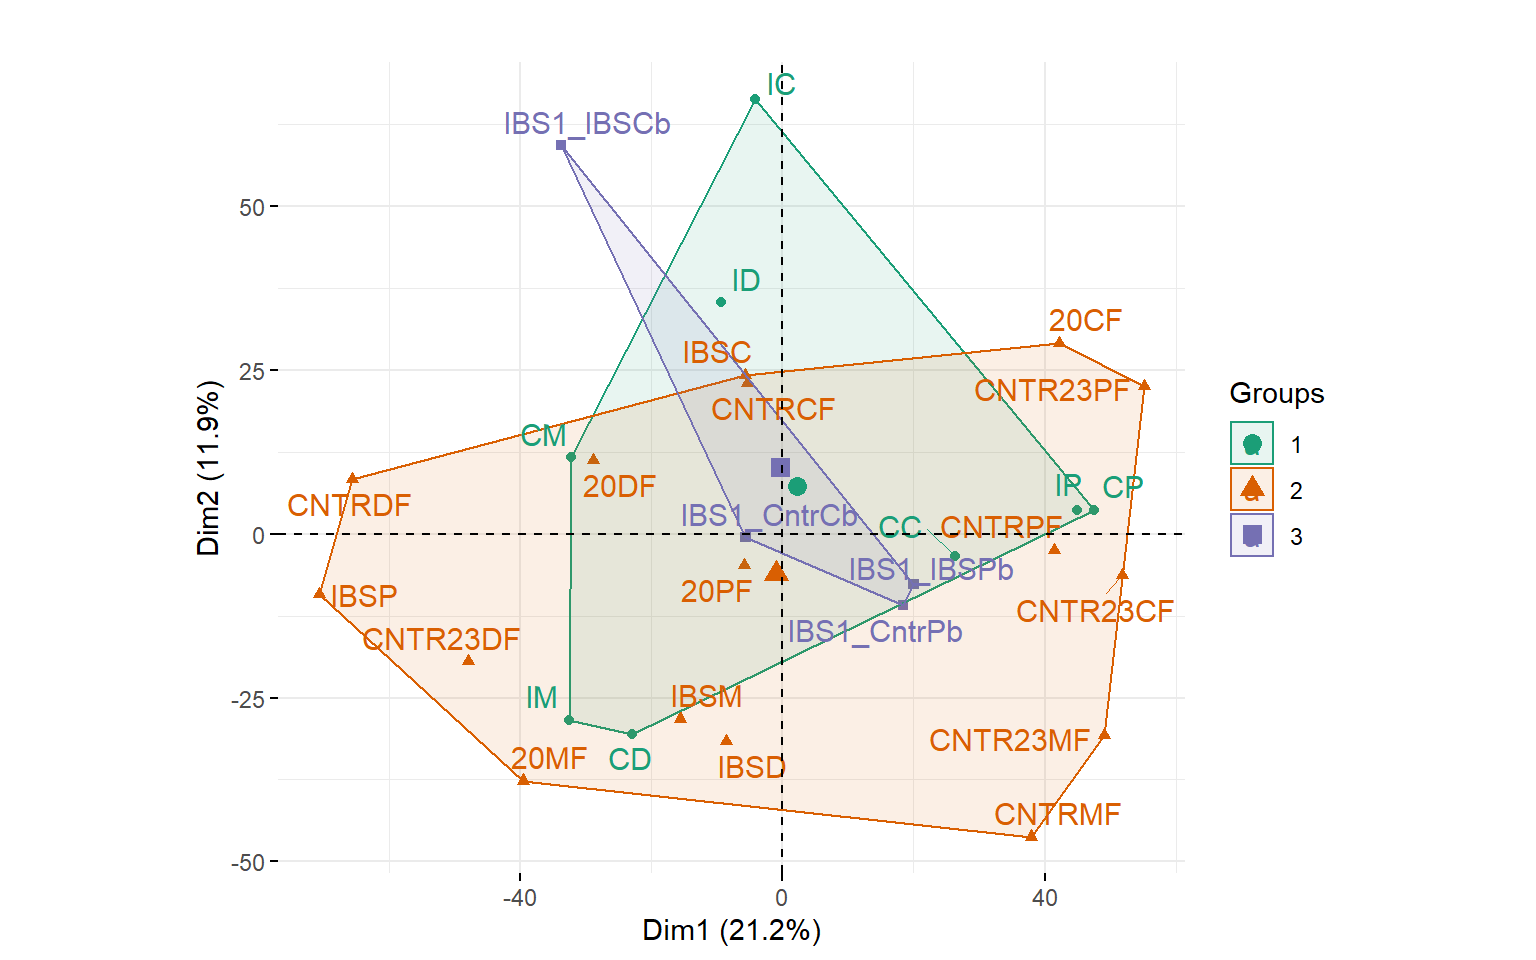 IC
IBS1_IBSCb
50
ID
20CF
IBSC
25
CNTR23PF
CNTRCF
CM
20DF
CNTRDF
IP
CP
IBS1_CntrCb
CC
CNTRPF
0
IBS1_IBSPb
20PF
IBSP
CNTR23CF
IBS1_CntrPb
CNTR23DF
IM
IBSM
-25
CNTR23MF
20MF
CD
IBSD
CNTRMF
-50
-40
0
40
Dim1 (21.2%)
Dim2 (11.9%)
Groups
a 1
a 2
a 3